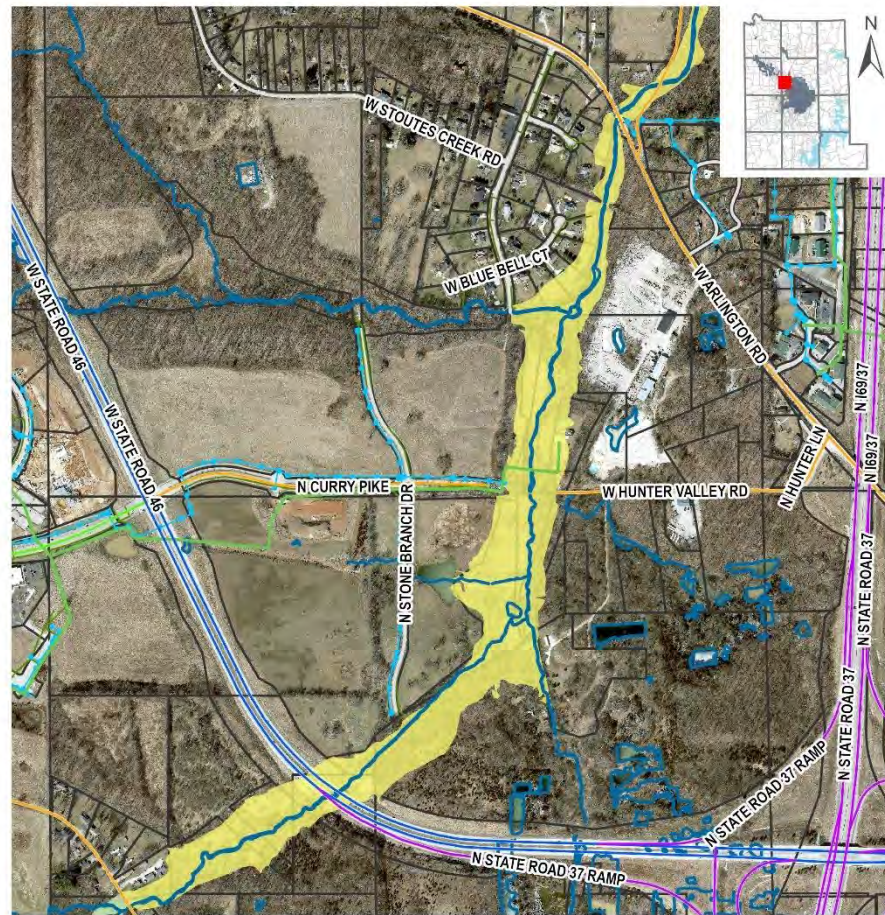 N
W STOUTES CREEK RD
W BLUE BELL CT
W ARLINGTON RD
W STATE ROAD 46
N I69/37
N I69/37
N HUNTER LN
W STATE ROAD 46
N CURRY PIKE
W HUNTER VALLEY RD
N STONE BRANCH DR
N STATE ROAD 37
N STATE ROAD 37
N STATE ROAD 37
N STATE ROAD 37 RAMP
N STATE ROAD 37 RAMP